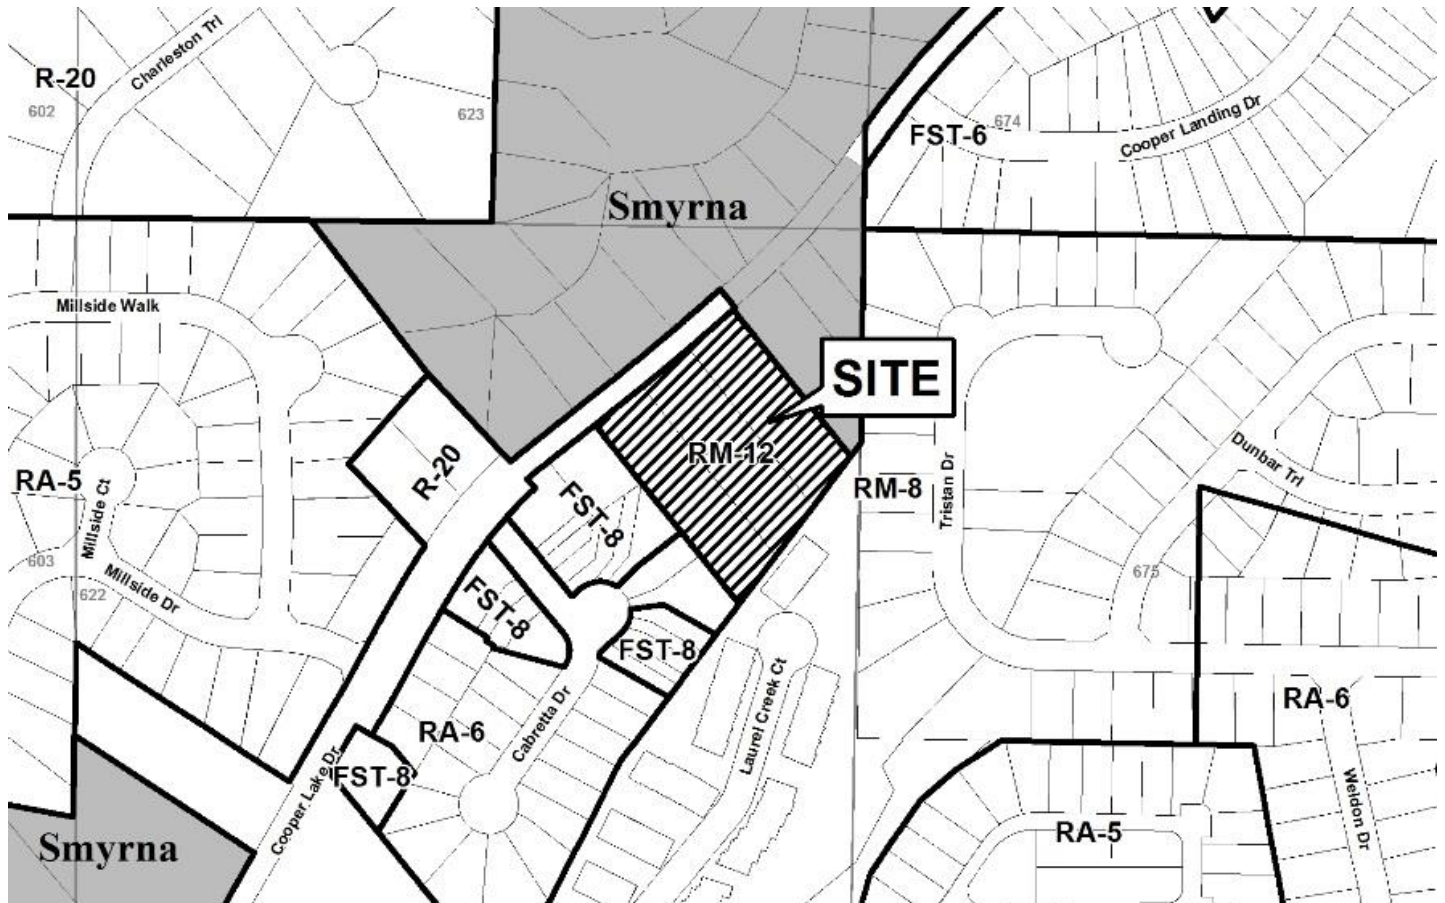 Charleston Trl
R-20
602
623
FST-6
674
Cooper Landing Dr
Smyrna
Millside Walk
SITE
RM-12
R-20
RA-5
Millside Ct
FST-8
RM-8
Tristan Dr
Dunbar Trl
603
622
Millside Dr
675
FST-8
FST-8
Laurel Creek Ct
RA-6
Cabretta Dr
RA-6
FST-8
Cooper Lake Dr
Weldon Dr
RA-5
Smyrna